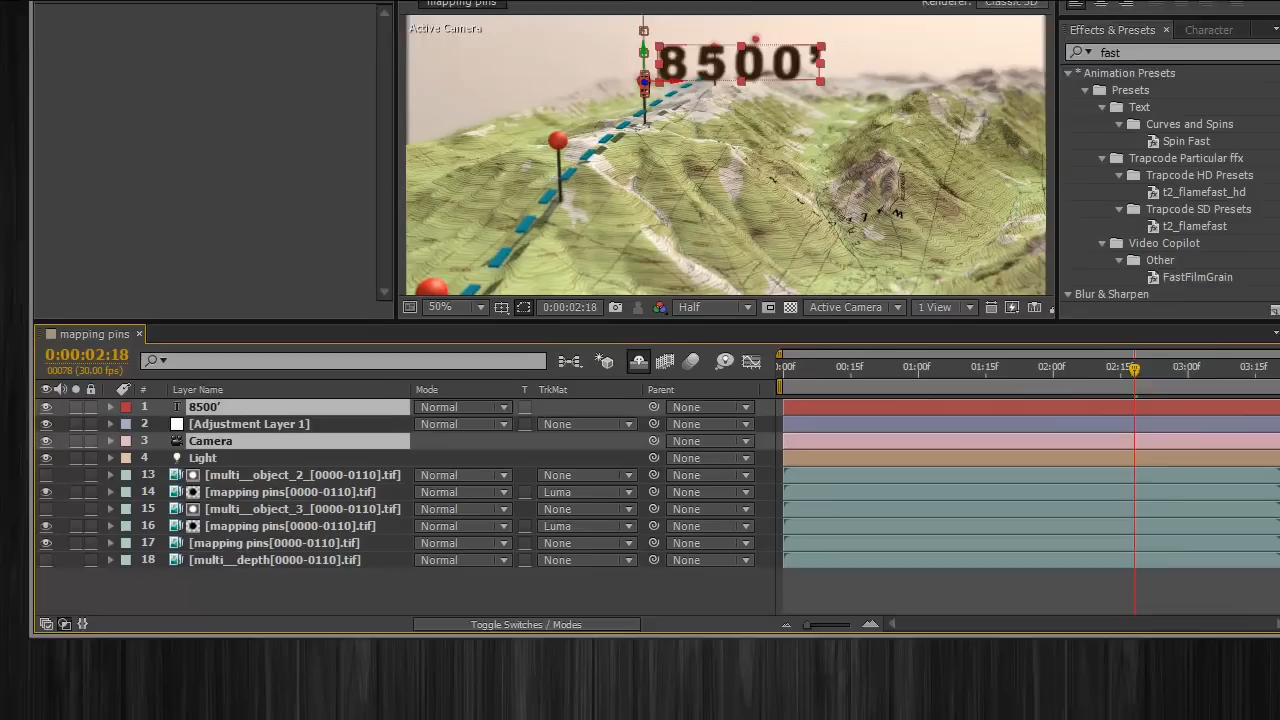 mapping pins
Renderer:
Classic 3D
Active Camera
8500'
Effects & Presets ×
Character
fast
* Animation Presets
Presets
Text
Curves and Spins
Spin Fast
Trapcode Particular ffx
Trapcode HD Presets
t2_flamefast_hd
Trapcode SD Presets
t2_flamefast
Video Copilot
Other
FastFilmGrain
Blur & Sharpen
50%
0:00:02:18
Half
Active Camera
1 View
mapping pins ×
0:00:02:18
00078 (30.00 fps)
:00f
00:15f
01:00f
01:15f
02:00f
02:15
03:00f
03:15f
# Layer Name Mode T TrkMat Parent
1 T 8500' Normal None
2 [Adjustment Layer 1] Normal None None
3 Camera None
4 Light None
13 [multi__object_2_[0000-0110].tif] Normal None None
14 [mapping pins[0000-0110].tif] Normal Luma None
15 [multi__object_3_[0000-0110].tif] Normal None None
16 [mapping pins[0000-0110].tif] Normal Luma None
17 [mapping pins[0000-0110].tif] Normal None None
18 [multi__depth[0000-0110].tif] Normal None None
Toggle Switches / Modes